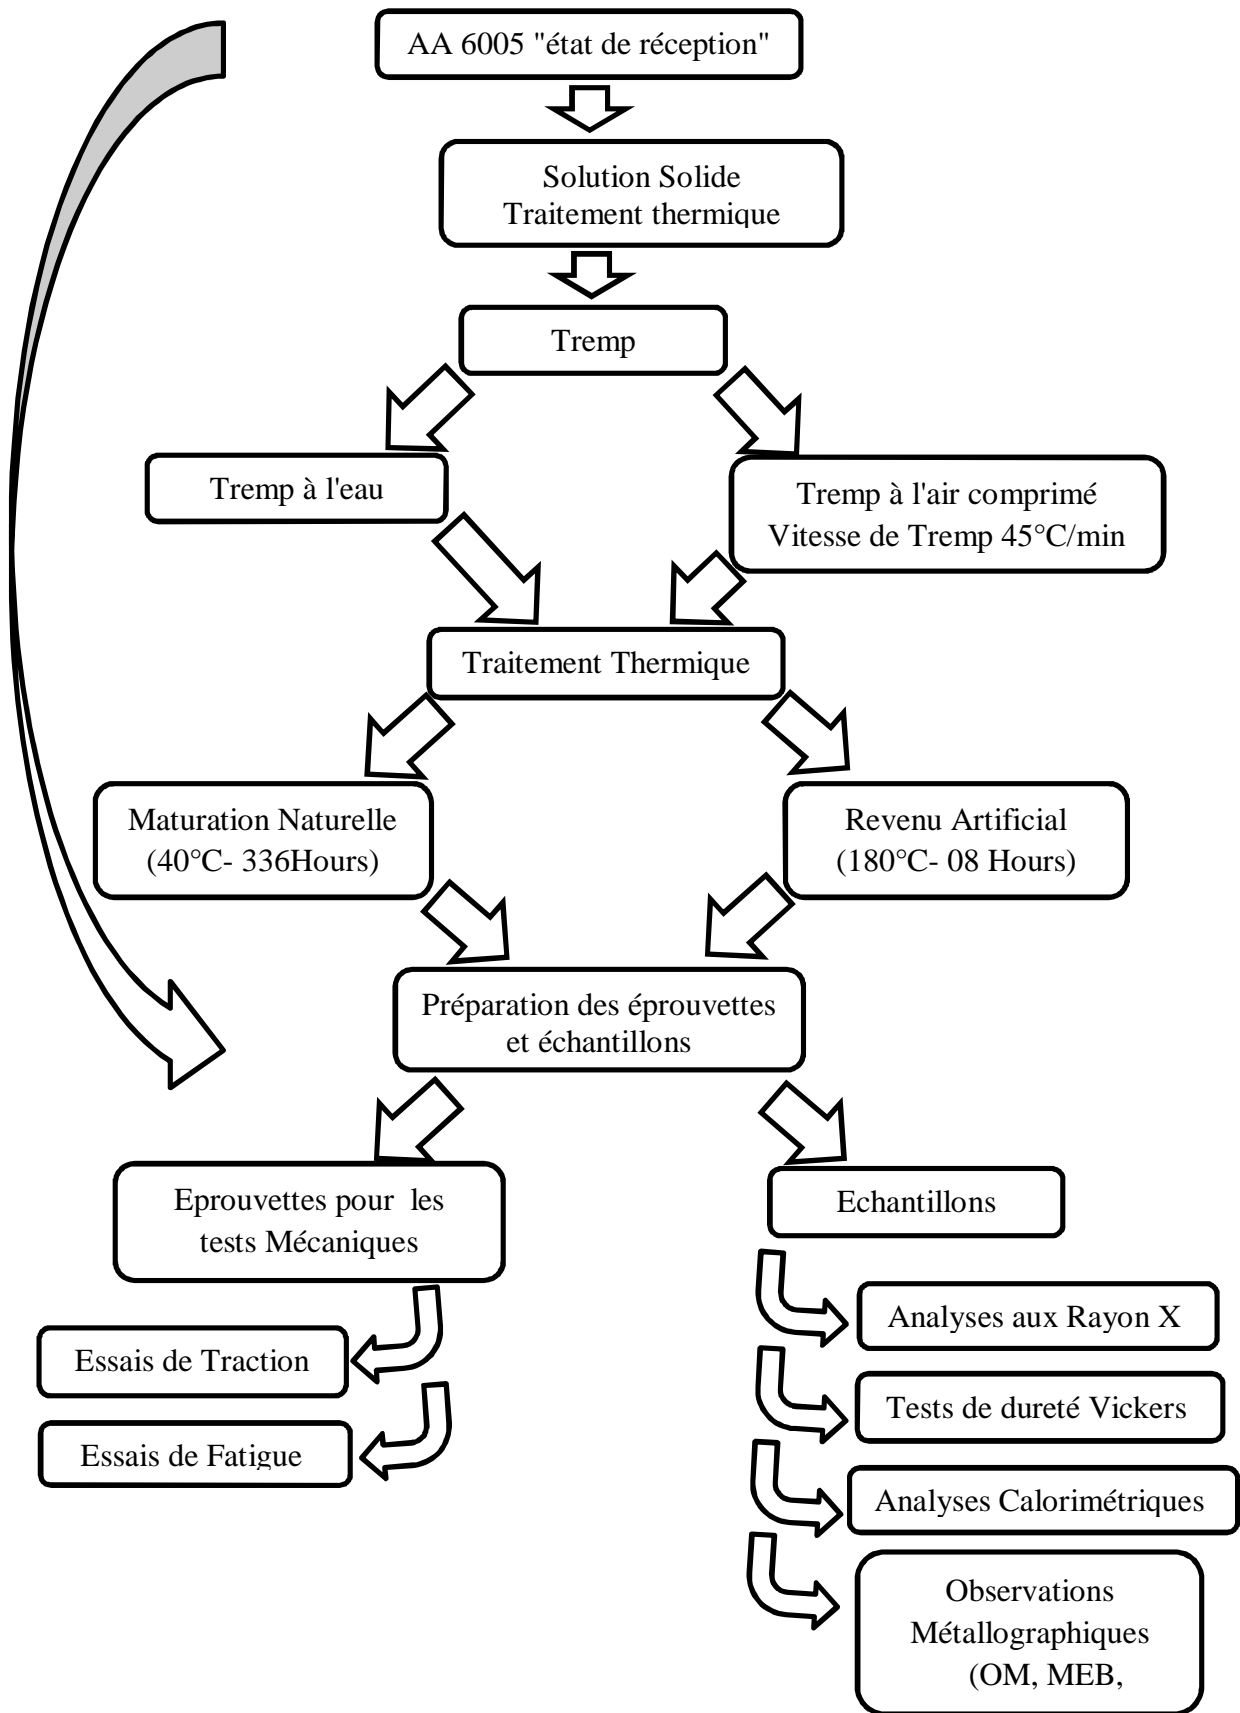 AA 6005 "état de réception"
Solution Solide
Traitement thermique
Tremp
Tremp à l'eau
Tremp à l'air comprimé
Vitesse de Tremp 45°C/min
Traitement Thermique
Maturation Naturelle
(40°C- 336Hours)
Revenu Artificial
(180°C- 08 Hours)
Préparation des éprouvettes
et échantillons
Eprouvettes pour les
tests Mécaniques
Echantillons
Essais de Traction
Essais de Fatigue
Analyses aux Rayon X
Tests de dureté Vickers
Analyses Calorimétriques
Observations
Métallographiques
(OM, MEB,